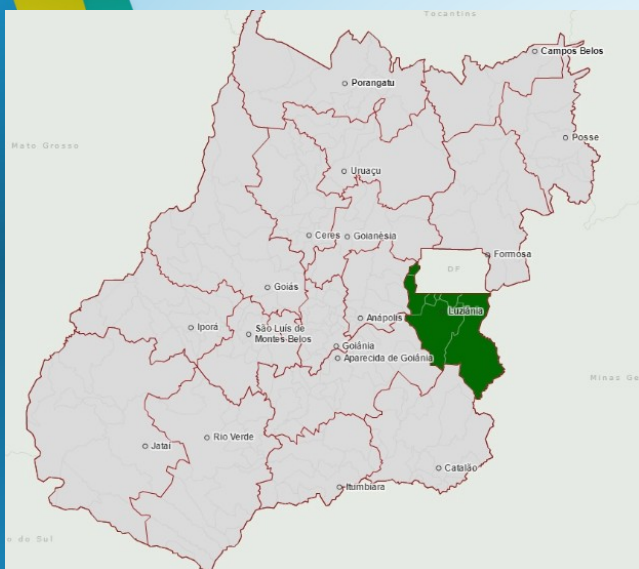 Tocantins
Campos Belos
Porangatu
Posse
Mato Grosso
Uruaçu
Ceres
Goianésia
Formosa
DF
Goiás
Luziânia
Anápolis
Iporá
São Luís de
Montes Belos
Goiânia
Aparecida de Goiânia
Minas Ge
Jataí
Rio Verde
Catalão
Itumbiara
o do Sul